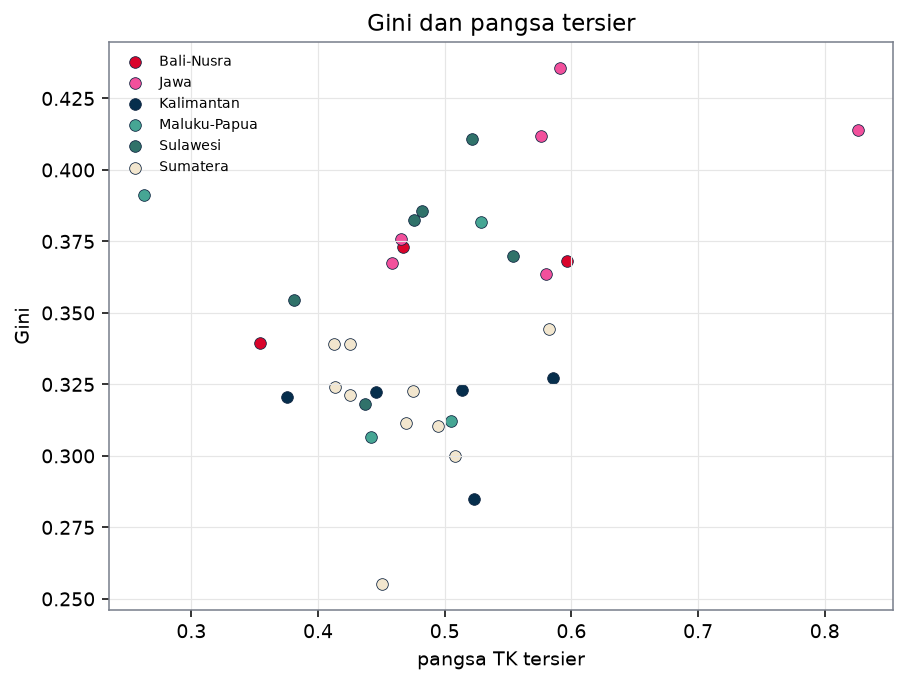 Gini dan pangsa tersier
Bali-Nusra
Jawa
Kalimantan
Maluku-Papua
Sulawesi
Sumatera
0.425
0.400
0.375
0.350
0.325
0.300
0.275
0.250
Gini
0.3 0.4 0.5 0.6 0.7 0.8
pangsa TK tersier